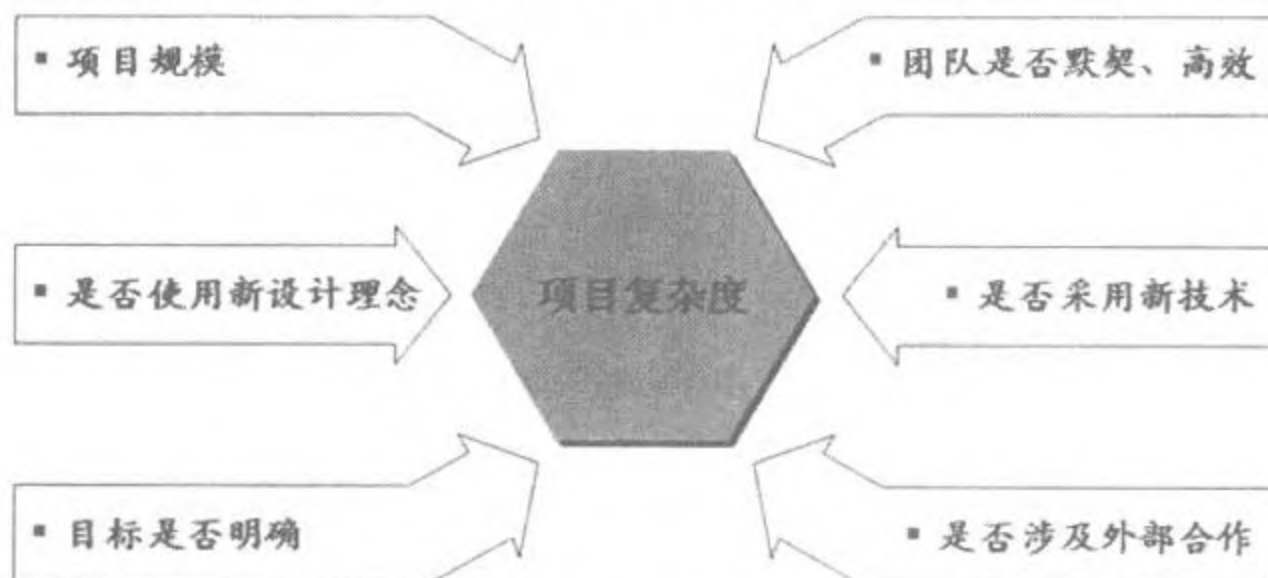 ▪ 项目规模
▪ 团队是否默契、高效
▪ 是否使用新设计理念
项目复杂度
▪ 是否采用新技术
▪ 目标是否明确
▪ 是否涉及外部合作